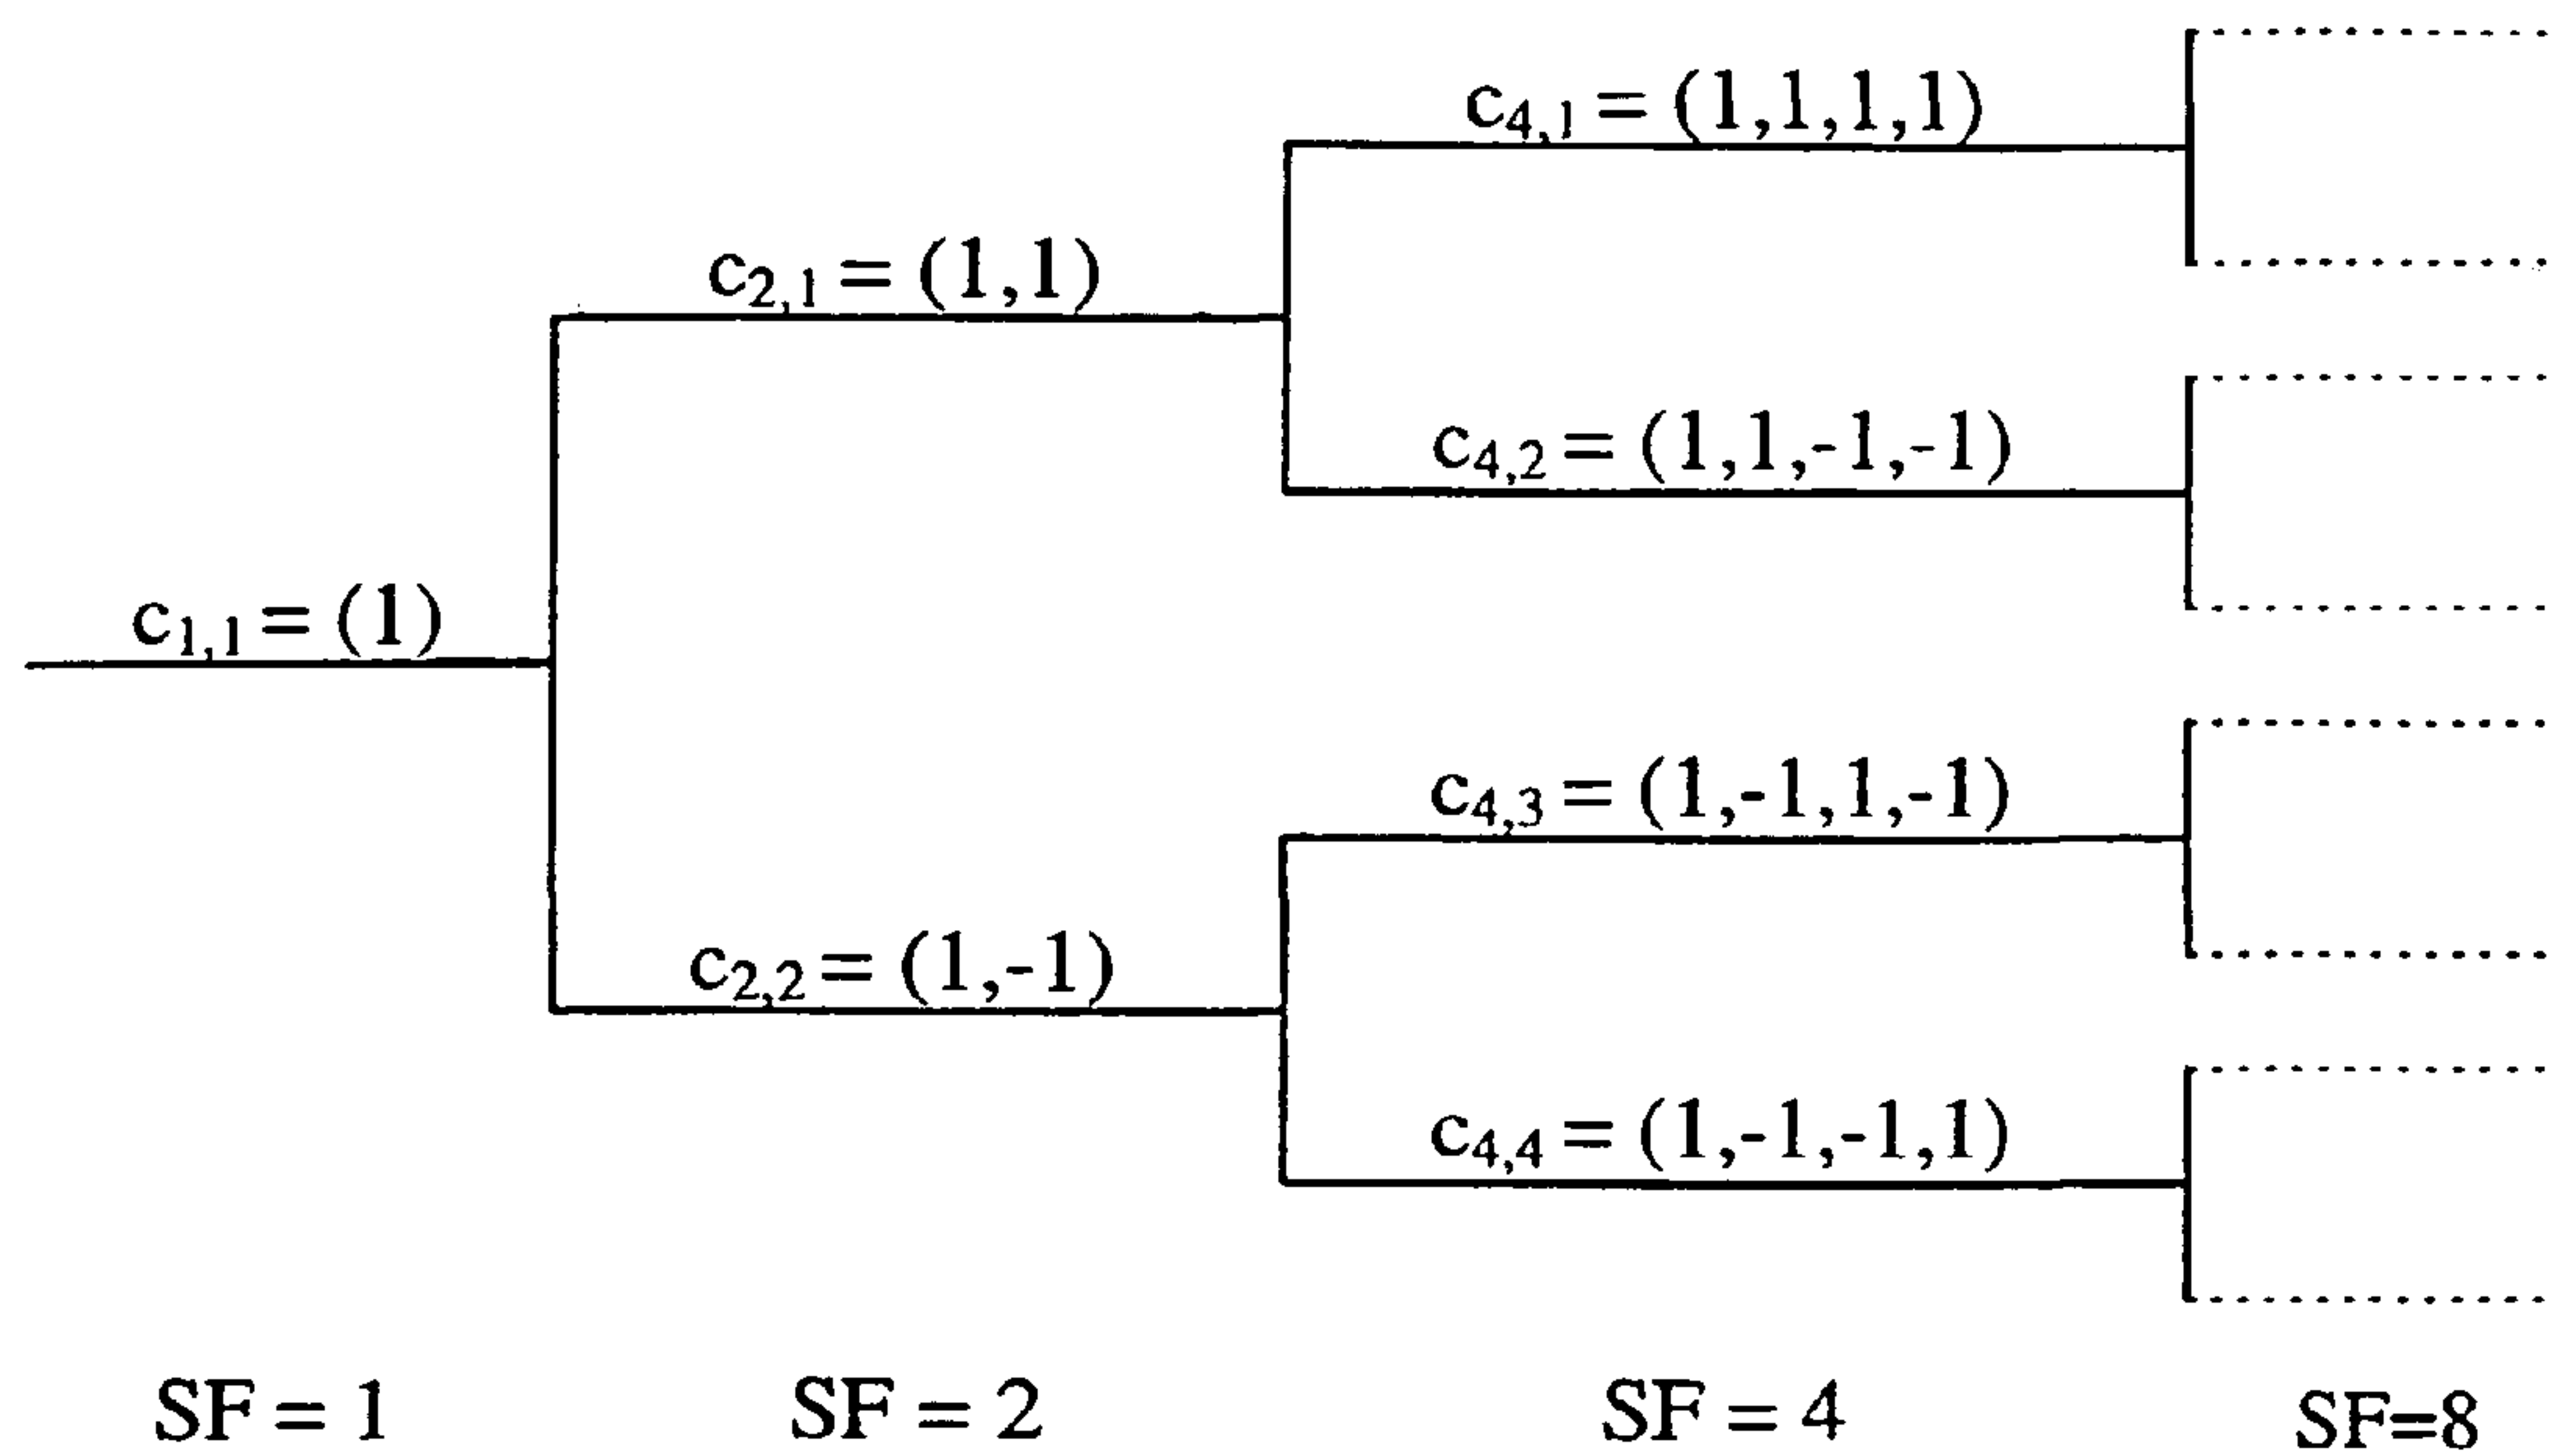 c4,1 = (1,1,1,1)
c2,1 = (1,1)
c4,2 = (1,1,-1,-1)
c1,1 = (1)
c4,3 = (1,-1,1,-1)
c2,2 = (1,-1)
c4,4 = (1,-1,-1,1)
SF = 1 SF = 2 SF = 4 SF=8